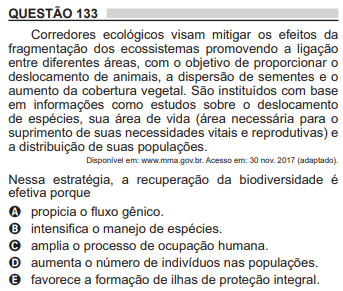 QUESTÃO 133
Corredores ecológicos visam mitigar os efeitos da
fragmentação dos ecossistemas promovendo a ligação
entre diferentes áreas, com o objetivo de proporcionar o
deslocamento de animais, a dispersão de sementes e o
aumento da cobertura vegetal. São instituídos com base
em informações como estudos sobre o deslocamento
de espécies, sua área de vida (área necessária para o
suprimento de suas necessidades vitais e reprodutivas) e
a distribuição de suas populações.
Disponível em: www.mma.gov.br. Acesso em: 30 nov. 2017 (adaptado).
Nessa estratégia, a recuperação da biodiversidade é
efetiva porque
A propicia o fluxo gênico.
B intensifica o manejo de espécies.
C amplia o processo de ocupação humana.
D aumenta o número de indivíduos nas populações.
E favorece a formação de ilhas de proteção integral.